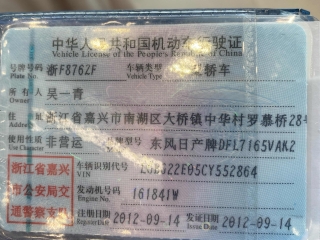 中华人民共和国机动车行驶证
Vehicle License of the People's Republic of China
号牌号码 浙F8762F 车辆类型 轿车
Plate No. Vehicle Type
所有人 吴一青
Owner
住址 浙江省嘉兴市南湖区大桥镇中华村罗慕桥28号
Address
使用性质 非营运 东风日产牌DFL7165VAK2
Use Character
浙江省嘉兴 车辆识别代号
VIN 22E05CY552864
市公安局交 发动机号码 161841W
Engine No.
通警察支队 注册日期 2012-09-14 发证日期 2012-09-14
Register Date Issue Date